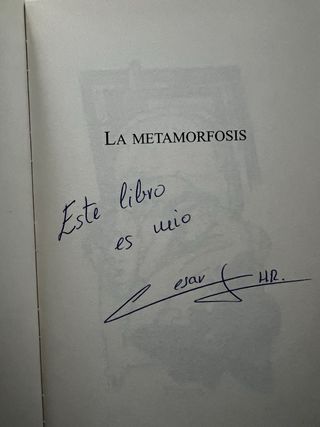 LA METAMORFOSIS
Este libro
es mio
Cesar HR.